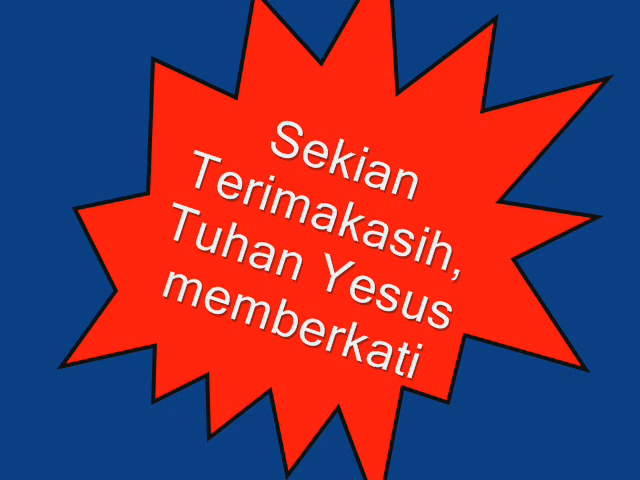 Sekian
Terimakasih,
Tuhan Yesus
memberkati